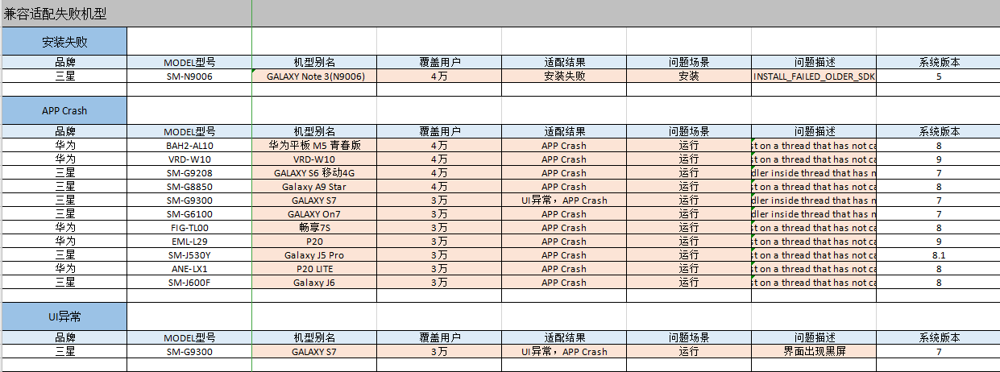 兼容适配失败机型
安装失败
品牌 MODEL型号 机型别名 覆盖用户 适配结果 问题场景 问题描述 系统版本
三星 SM-N9006 GALAXY Note 3(N9006) 4万 安装失败 安装 INSTALL_FAILED_OLDER_SDK 5
APP Crash
品牌 MODEL型号 机型别名 覆盖用户 适配结果 问题场景 问题描述 系统版本
华为 BAH2-AL10 华为平板 M5 青春版 4万 APP Crash 运行 st on a thread that has not ca 8
华为 VRD-W10 VRD-W10 4万 APP Crash 运行 st on a thread that has not ca 9
三星 SM-G9208 GALAXY S6 移动4G 4万 APP Crash 运行 dler inside thread that has n 7
三星 SM-G8850 Galaxy A9 Star 4万 APP Crash 运行 st on a thread that has not ca 8
三星 SM-G9300 GALAXY S7 3万 UI异常，APP Crash 运行 dler inside thread that has n 7
三星 SM-G6100 GALAXY On7 3万 APP Crash 运行 dler inside thread that has n 7
华为 FIG-TL00 畅享7S 3万 APP Crash 运行 st on a thread that has not ca 8
华为 EML-L29 P20 3万 APP Crash 运行 st on a thread that has not ca 9
三星 SM-J530Y Galaxy J5 Pro 3万 APP Crash 运行 st on a thread that has not ca 8.1
华为 ANE-LX1 P20 LITE 3万 APP Crash 运行 st on a thread that has not ca 8
三星 SM-J600F Galaxy J6 3万 APP Crash 运行 st on a thread that has not ca 8
UI异常
品牌 MODEL型号 机型别名 覆盖用户 适配结果 问题场景 问题描述 系统版本
三星 SM-G9300 GALAXY S7 3万 UI异常，APP Crash 运行 界面出现黑屏 7